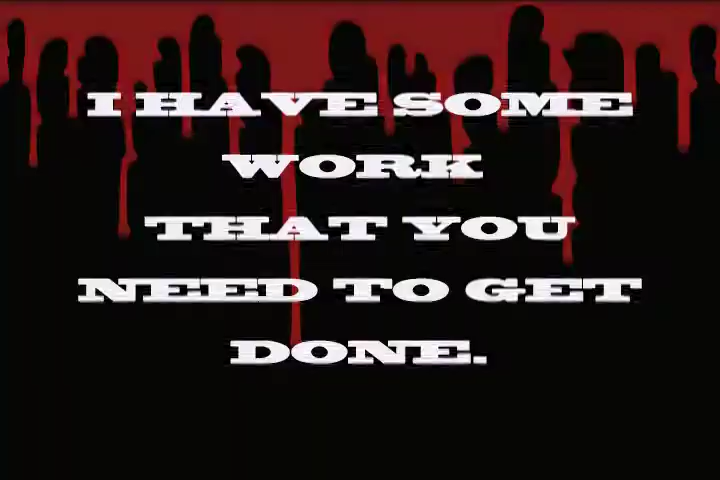 I HAVE SOME
WORK
THAT YOU
NEED TO GET
DONE.